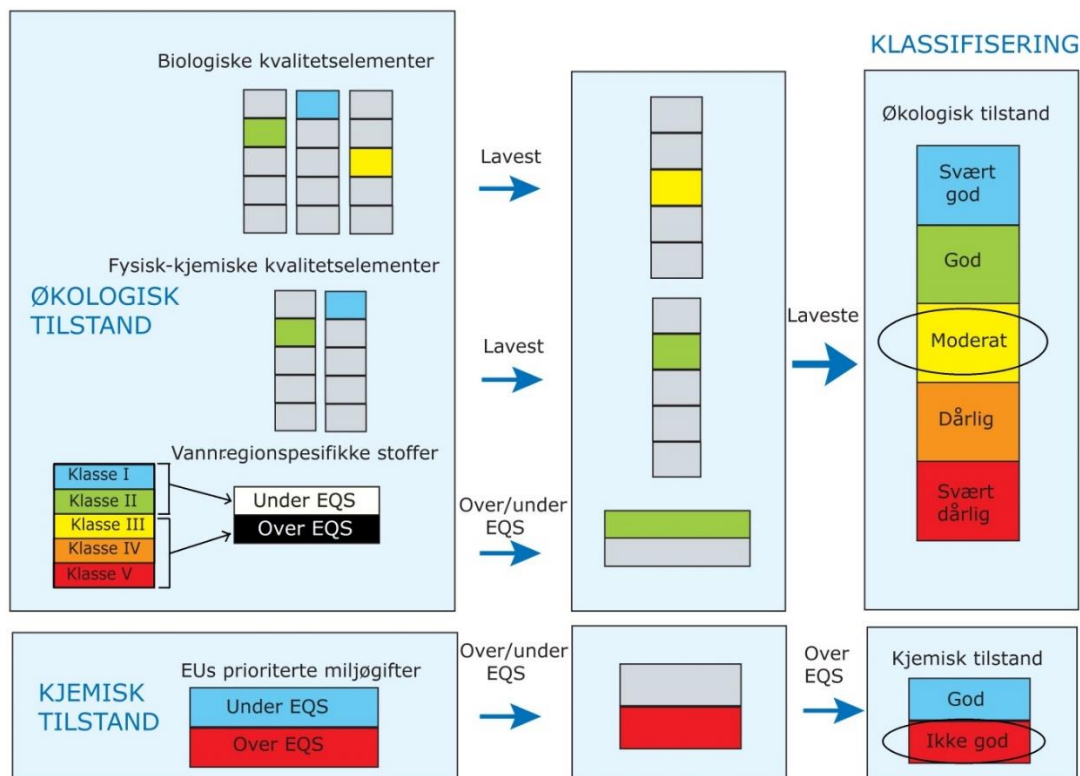 KLASSIFISERING
Biologiske kvalitetselementer
Lavest
Økologisk tilstand
Svært
god
God
Moderat
Dårlig
Svært
dårlig
Fysisk-kjemiske kvalitetselementer
ØKOLOGISK
TILSTAND
Lavest
Laveste
Vannregionspesifikke stoffer
Klasse I
Klasse II
Klasse III
Klasse IV
Klasse V
Under EQS
Over EQS
Over/under
EQS
KJEMISK
TILSTAND
EUs prioriterte miljøgifter
Under EQS
Over EQS
Over/under
EQS
Over
EQS
Kjemisk tilstand
God
Ikke god